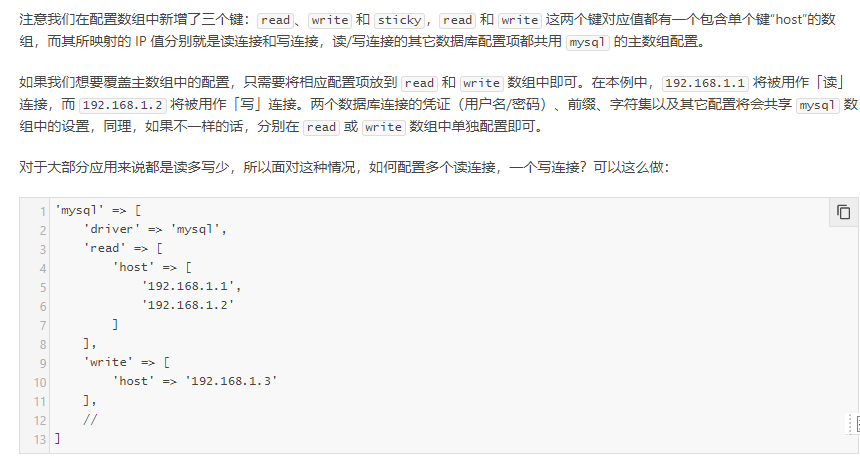 注意我们在配置数组中新增了三个键：read、write 和 sticky，read 和 write 这两个键对应值都有一个包含单个键“host”的数
组，而其所映射的 IP 值分别就是读连接和写连接，读/写连接的其它数据库配置项都共用 mysql 的主数组配置。
如果我们想要覆盖主数组中的配置，只需要将相应配置项放到 read 和 write 数组中即可。在本例中，192.168.1.1 将被用作「读」
连接，而 192.168.1.2 将被用作「写」连接。两个数据库连接的凭证（用户名/密码）、前缀、字符集以及其它配置将会共享 mysql 数
组中的设置，同理，如果不一样的话，分别在 read 或 write 数组中单独配置即可。
对于大部分应用来说都是读多写少，所以面对这种情况，如何配置多个读连接，一个写连接？可以这么做：
1 'mysql' => [
2     'driver' => 'mysql',
3     'read' => [
4         'host' => [
5             '192.168.1.1',
6             '192.168.1.2'
7         ]
8     ],
9     'write' => [
10         'host' => '192.168.1.3'
11     ],
12     //
13 ]